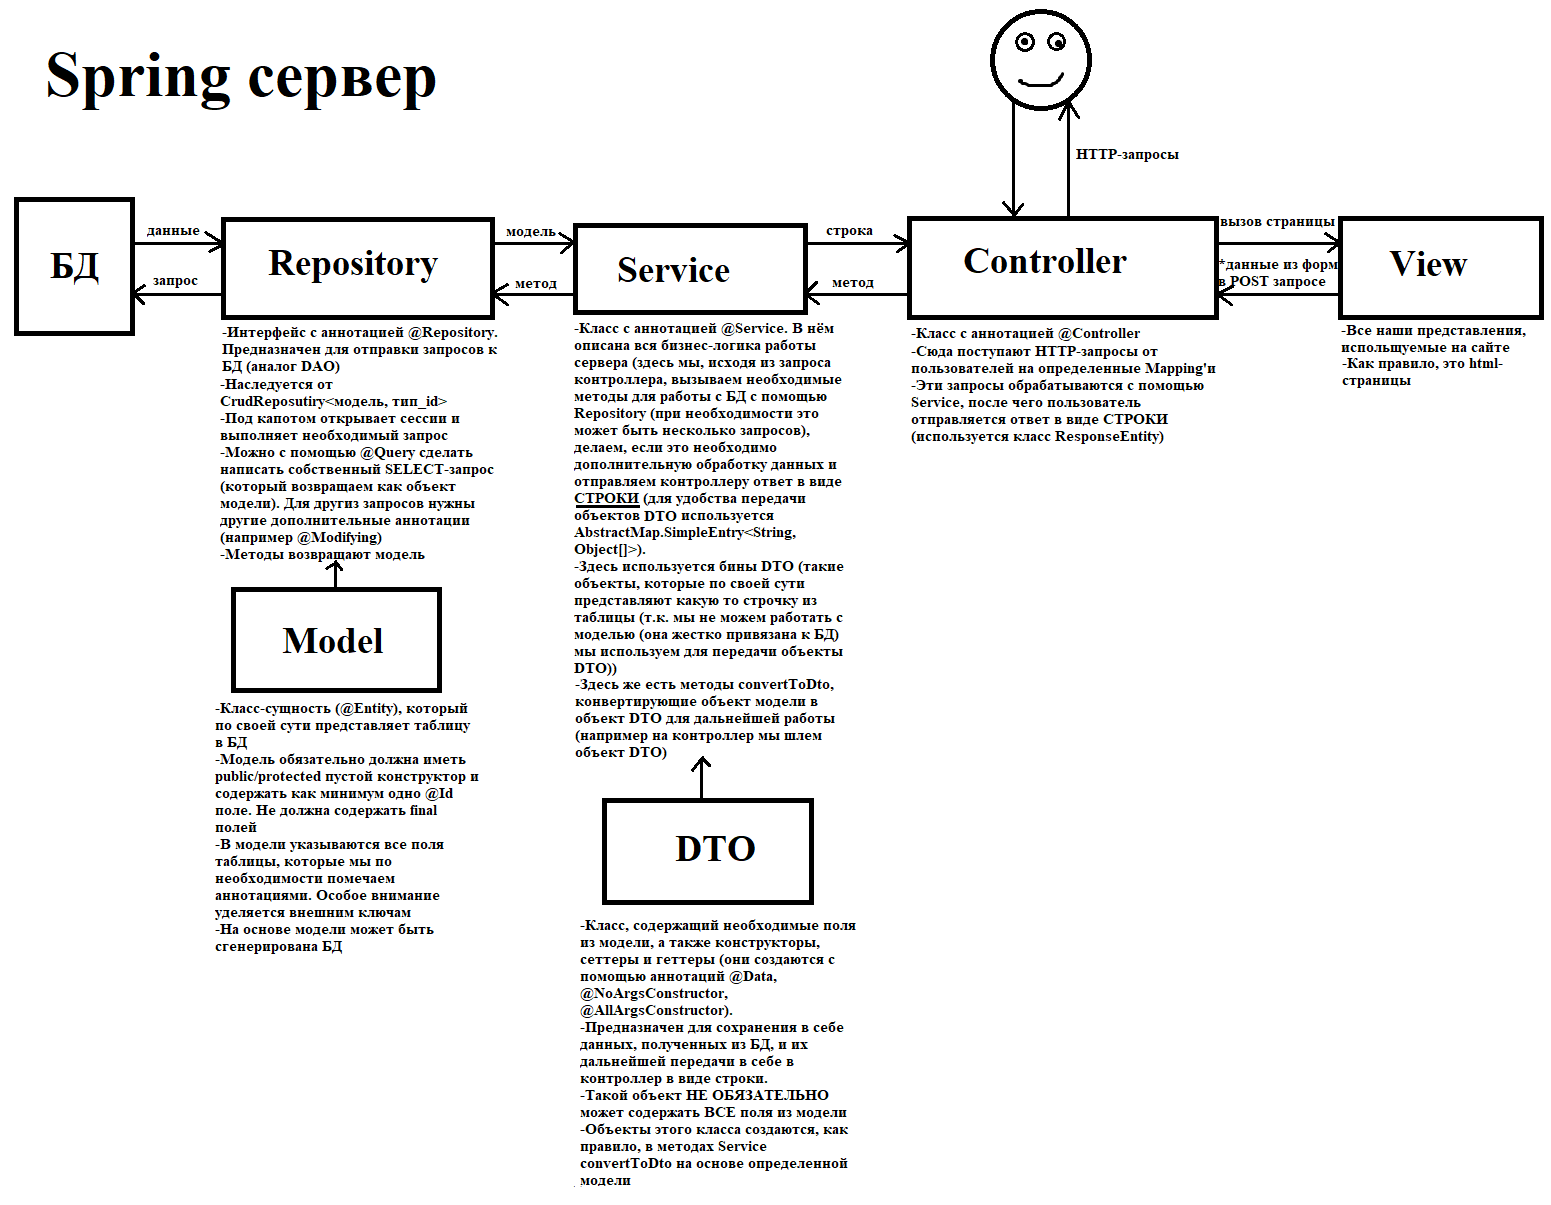 Spring сервер
HTTP-запросы
БД
данные
запрос
Repository
модель
метод
Service
строка
метод
Controller
вызов страницы
*данные из форм
в POST запросе
View
-Интерфейс с аннотацией @Repository.
Предназначен для отправки запросов к
БД (аналог DAO)
-Наследуется от
CrudReposutiry<модель, тип_id>
-Под капотом открывает сессии и
выполняет необходимый запрос
-Можно с помощью @Query сделать
написать собственный SELECT-запрос
(который возвращаем как объект
модели). Для другиз запросов нужны
другие дополнительные аннотации
(например @Modifying)
-Методы возвращают модель
Model
-Класс-сущность (@Entity), который
по своей сути представляет таблицу
в БД
-Модель обязательно должна иметь
public/protected пустой конструктор и
содержать как минимум одно @Id
поле. Не должна содержать final
полей
-В модели указываются все поля
таблицы, которые мы по
необходимости помечаем
аннотациями. Особое внимание
уделяется внешним ключам
-На основе модели может быть
сгенерирована БД
-Класс с аннотацией @Service. В нём
описана вся бизнес-логика работы
сервера (здесь мы, исходя из запроса
контроллера, вызываем необходимые
методы для работы с БД с помощью
Repository (при необходимости это
может быть несколько запросов),
делаем, если это необходимо
дополнительную обработку данных и
отправляем контроллеру ответ в виде
СТРОКИ (для удобства передачи
объектов DTO используется
AbstractMap.SimpleEntry<String,
Object[]>).
-Здесь используется бины DTO (такие
объекты, которые по своей сути
представляют какую то строчку из
таблицы (т.к. мы не можем работать с
моделью (она жестко привязана к БД)
мы используем для передачи объекты
DTO))
-Здесь же есть методы convertToDto,
конвертирующие объект модели в
объект DTO для дальнейшей работы
(например на контроллер мы шлем
объект DTO)
DTO
-Класс, содержащий необходимые поля
из модели, а также конструкторы,
сеттеры и геттеры (они создаются с
помощью аннотаций @Data,
@NoArgsConstructor,
@AllArgsConstructor).
-Предназначен для сохранения в себе
данных, полученных из БД, и их
дальнейшей передачи в себе в
контроллер в виде строки.
-Такой объект НЕ ОБЯЗАТЕЛЬНО
может содержать ВСЕ поля из модели
-Объекты этого класса создаются, как
правило, в методах Service
convertToDto на основе определенной
модели
-Класс с аннотацией @Controller
-Сюда поступают HTTP-запросы от
пользователей на определенные Mapping'и
-Эти запросы обрабатываются с помощью
Service, после чего пользователь
отправляется ответ в виде СТРОКИ
(используется класс ResponseEntity)
-Все наши представления,
испольщуемые на сайте
-Как правило, это html-
страницы